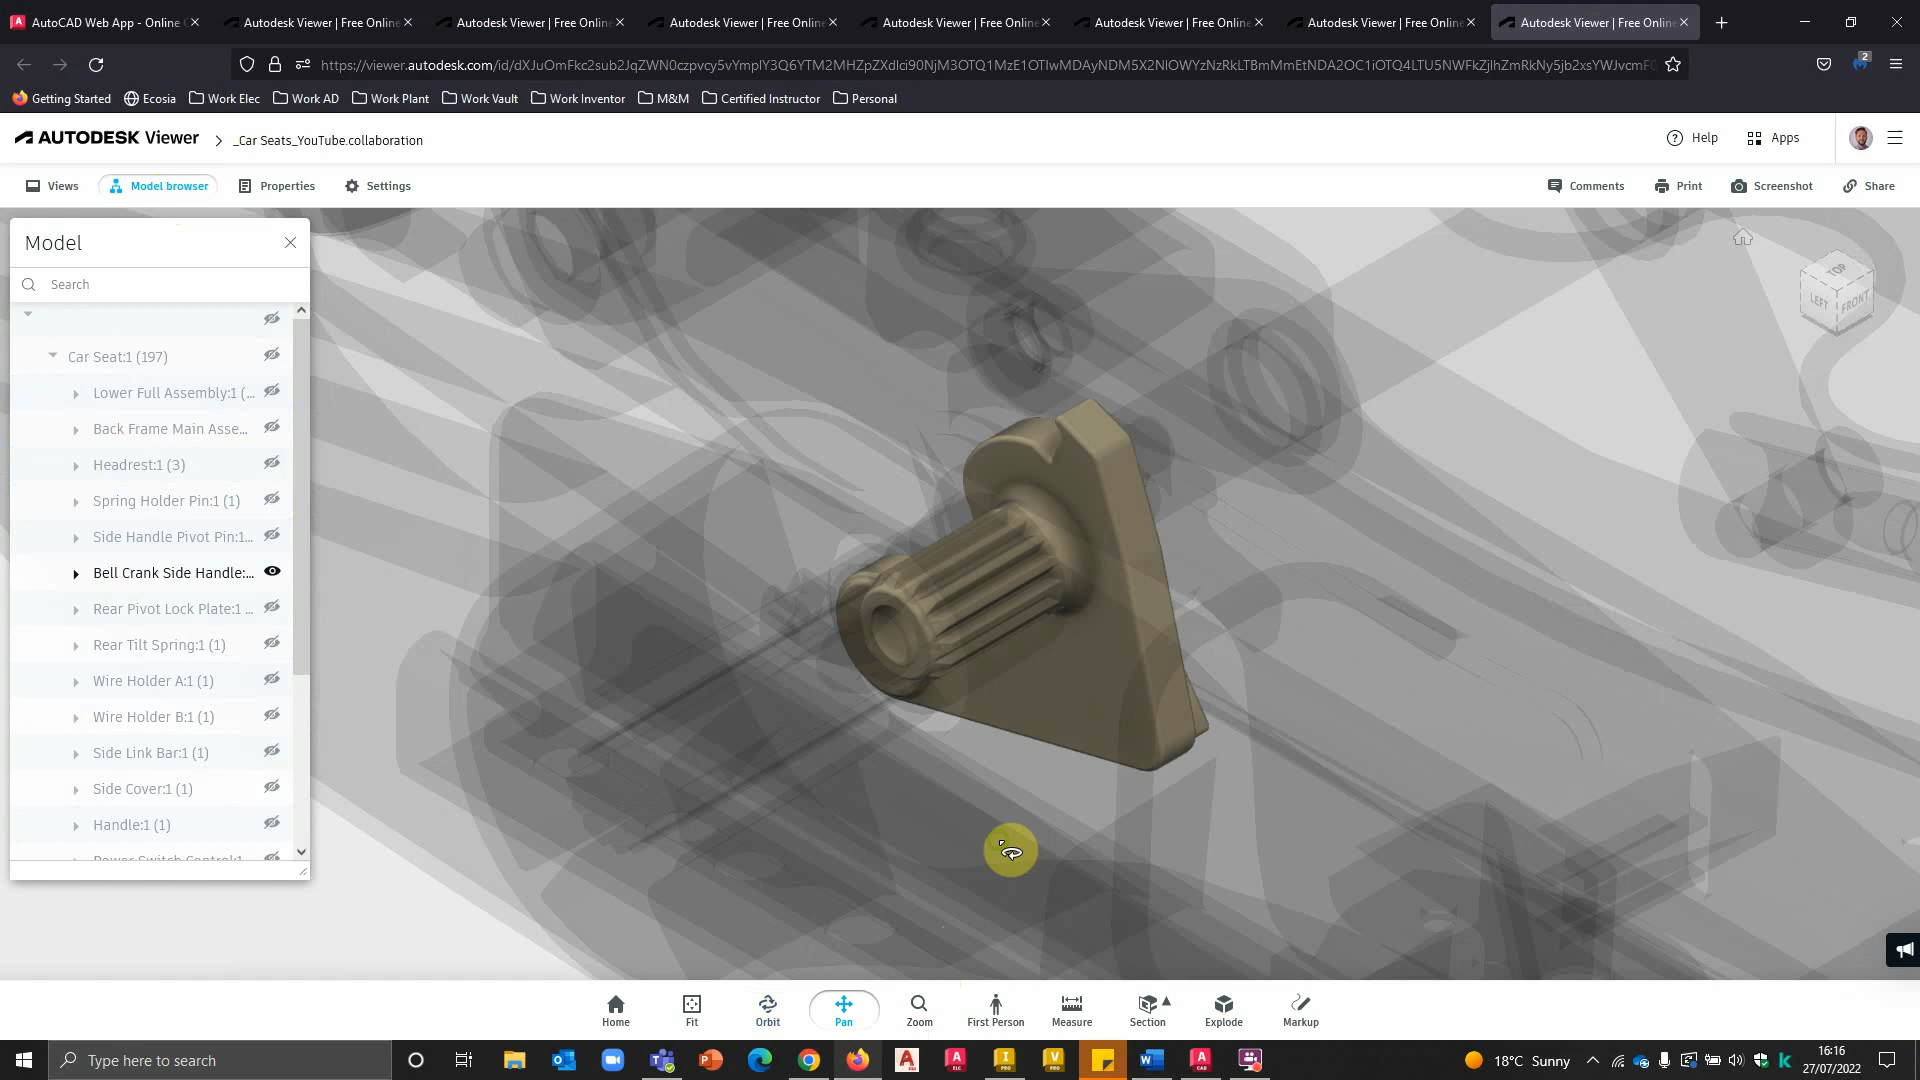 AutoCAD Web App - Online C
Autodesk Viewer | Free Online
Autodesk Viewer | Free Online
Autodesk Viewer | Free Online
Autodesk Viewer | Free Online
Autodesk Viewer | Free Online
Autodesk Viewer | Free Online
Autodesk Viewer | Free Online
2
Getting Started
Ecosia
Work Elec
Work AD
Work Plant
Work Vault
Work Inventor
M&M
Certified Instructor
Personal
AUTODESK Viewer
_Car Seats_YouTube.collaboration
Help
Apps
Views
Model browser
Properties
Settings
Comments
Print
Screenshot
Share
Model
Search
Car Seat:1 (197)
Lower Full Assembly:1 (...
Back Frame Main Asse...
Headrest:1 (3)
Spring Holder Pin:1 (1)
Side Handle Pivot Pin:1...
Bell Crank Side Handle:...
Rear Pivot Lock Plate:1 ...
Rear Tilt Spring:1 (1)
Wire Holder A:1 (1)
Wire Holder B:1 (1)
Side Link Bar:1 (1)
Side Cover:1 (1)
Handle:1 (1)
Power Switch Control:1
TOP
LEFT
FRONT
Home
Fit
Orbit
Pan
Zoom
First Person
Measure
Section
Explode
Markup
Type here to search
18°C Sunny
16:16
27/07/2022